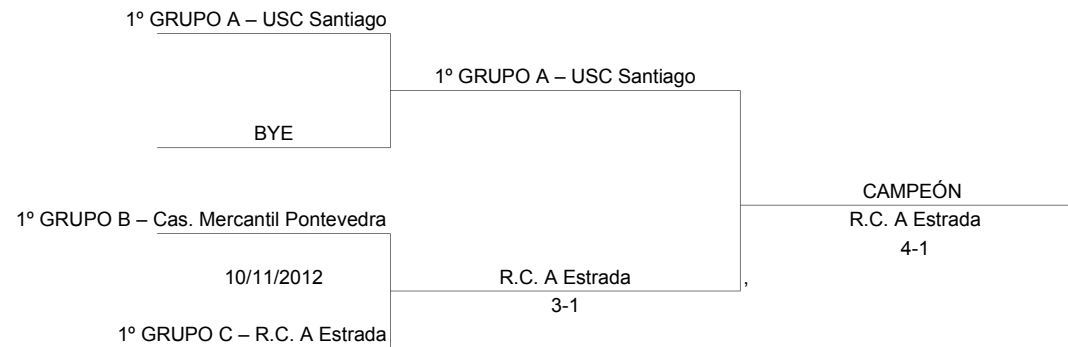 1º GRUPO A – USC Santiago
1º GRUPO A – USC Santiago
BYE
CAMPEÓN
1º GRUPO B – Cas. Mercantil Pontevedra
R.C. A Estrada
4-1
10/11/2012
R.C. A Estrada
,
3-1
1º GRUPO C – R.C. A Estrada